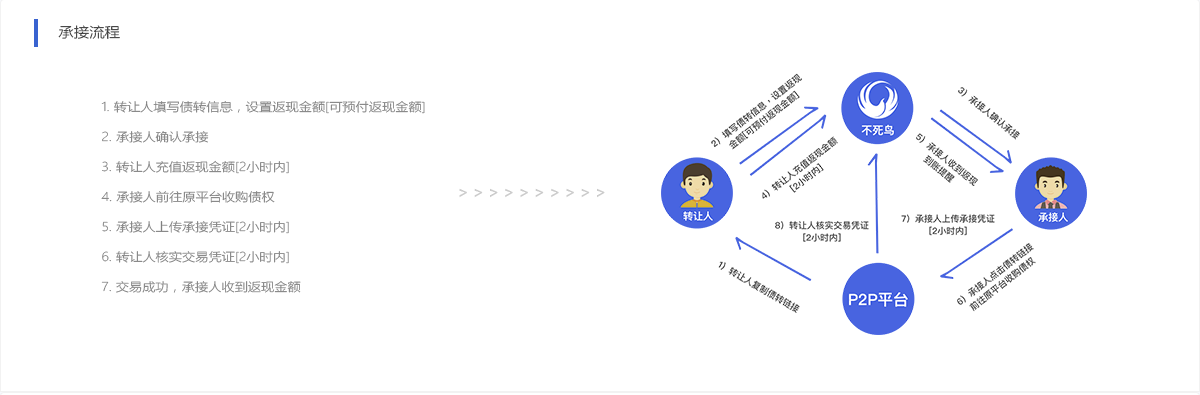 承接流程
1. 转让人填写债转信息，设置返现金额[可预付返现金额]
2. 承接人确认承接
3. 转让人充值返现金额[2小时内]
4. 承接人前往原平台收购债权
5. 承接人上传承接凭证[2小时内]
6. 转让人核实交易凭证[2小时内]
7. 交易成功，承接人收到返现金额
> > > > > > > > > >
2）填写债转信息，设置返现
金额[可预付返现金额]
不死鸟
3）承接人确认承接
4）转让人充值返现金额
[2小时内]
5）承接人收到返现
到账提醒
转让人
承接人
8）转让人核实交易凭证
[2小时内]
7）承接人上传承接凭证
[2小时内]
1）转让人复制债转链接
P2P平台
6）承接人点击债转链接
前往原平台收购债权